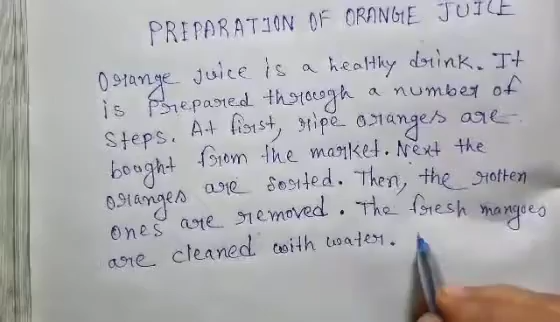 PREPARATION OF ORANGE JUICE
Orange juice is a healthy drink. It
is prepared through a number of
steps. At first, ripe oranges are
bought from the market. Next the
oranges are sorted. Then, the rotten
ones are removed. The fresh mangoes
are cleaned with water.